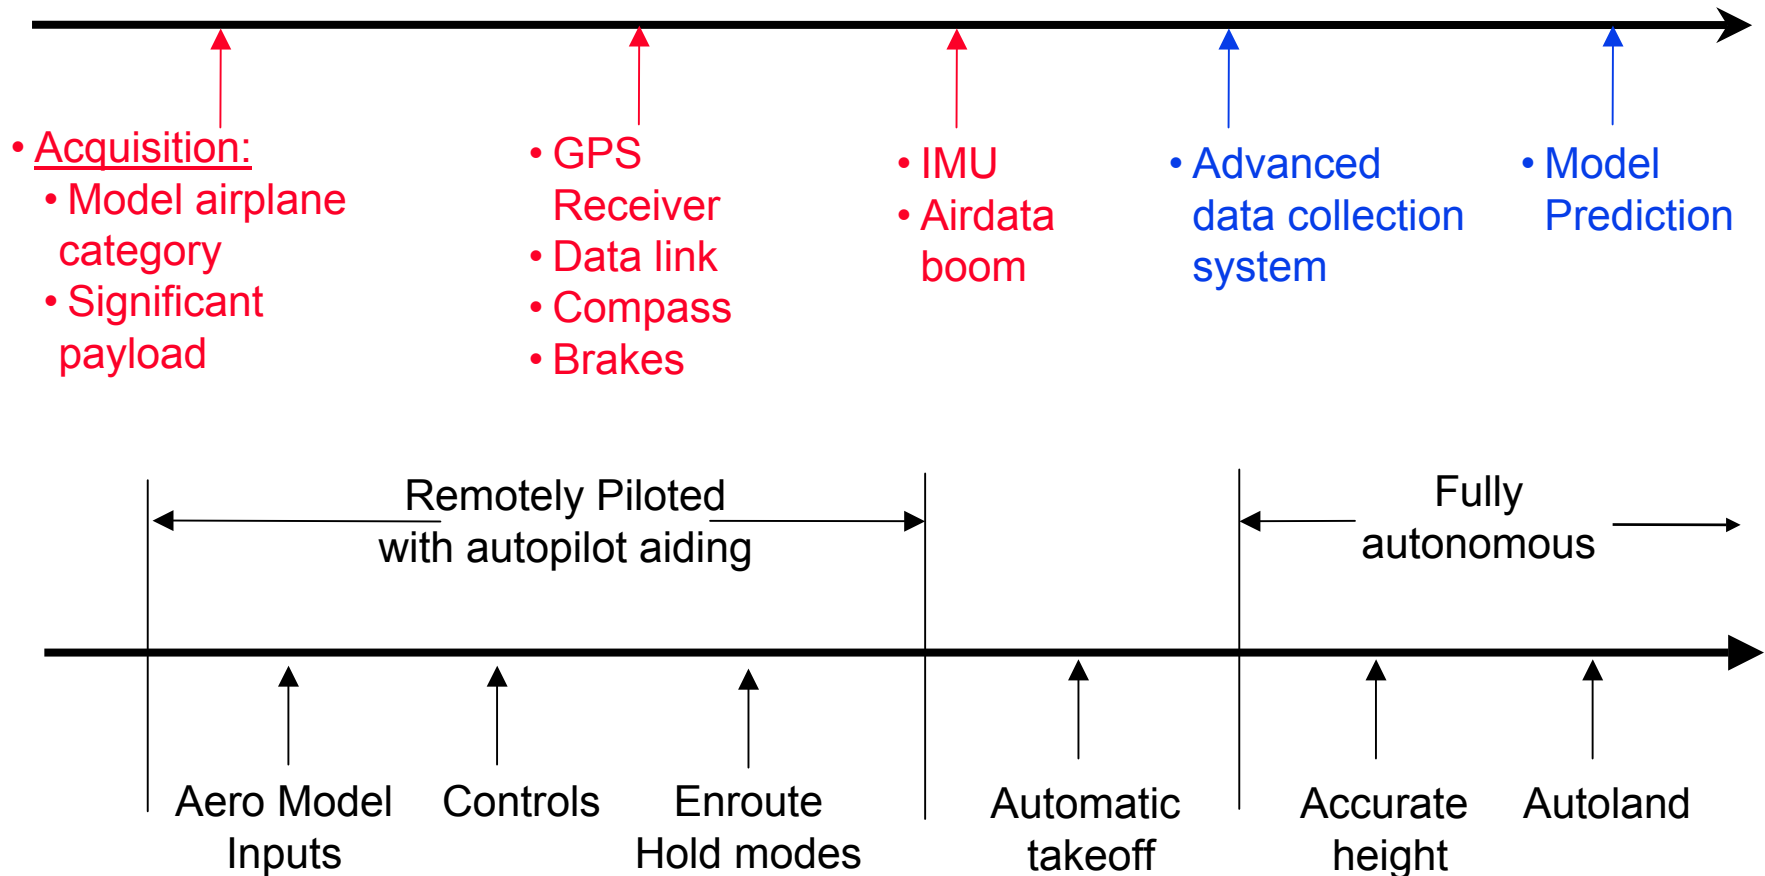 • Acquisition:
• Model airplane
category
• Significant
payload
• GPS
Receiver
• Data link
• Compass
• Brakes
• IMU
• Airdata
boom
• Advanced
data collection
system
• Model
Prediction
Remotely Piloted
with autopilot aiding
Fully
autonomous
Aero Model
Inputs
Controls
Enroute
Hold modes
Automatic
takeoff
Accurate
height
Autoland